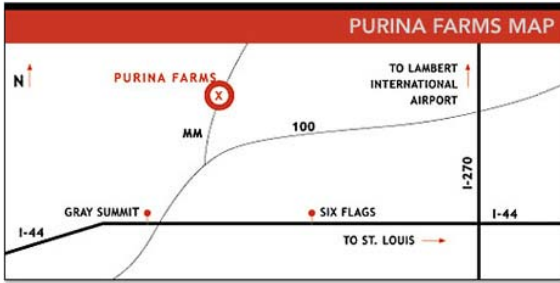 PURINA FARMS MAP
N
PURINA FARMS
X
TO LAMBERT
INTERNATIONAL
AIRPORT
MM
100
I-270
GRAY SUMMIT
SIX FLAGS
I-44
I-44
TO ST. LOUIS